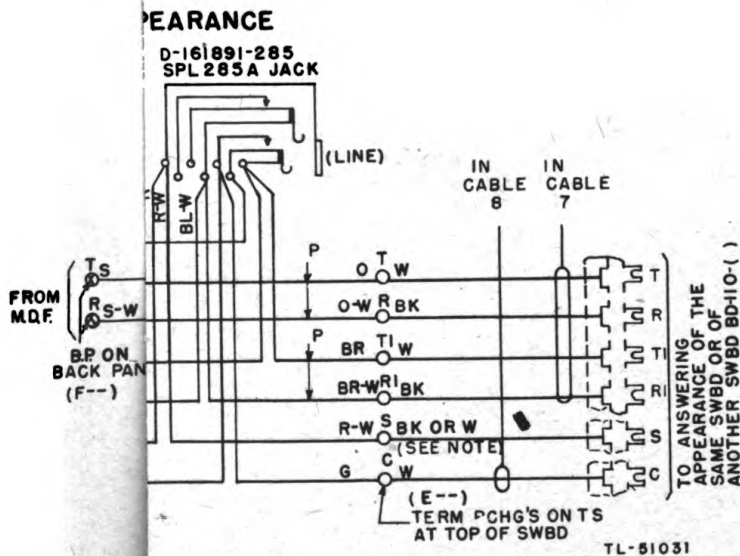 PEARANCE
D-161891-285
SPL 285A JACK
(LINE)
R-W
BL-W
IN CABLE 8
IN CABLE 7
FROM M.D.F.
T S
R S-W
B.P. ON
BACK PAN
(F--)
P
O T W
O-W R BK
P
BR T1 W
BR-W R1 BK
R-W S BK OR W
(SEE NOTE)
G C W
(E--)
TERM PCHG'S ON TS
AT TOP OF SWBD
T
R
T1
R1
S
C
TO ANSWERING
APPEARANCE OF THE
SAME SWBD OR OF
ANOTHER SWBD BD-110-( )
TL-51031